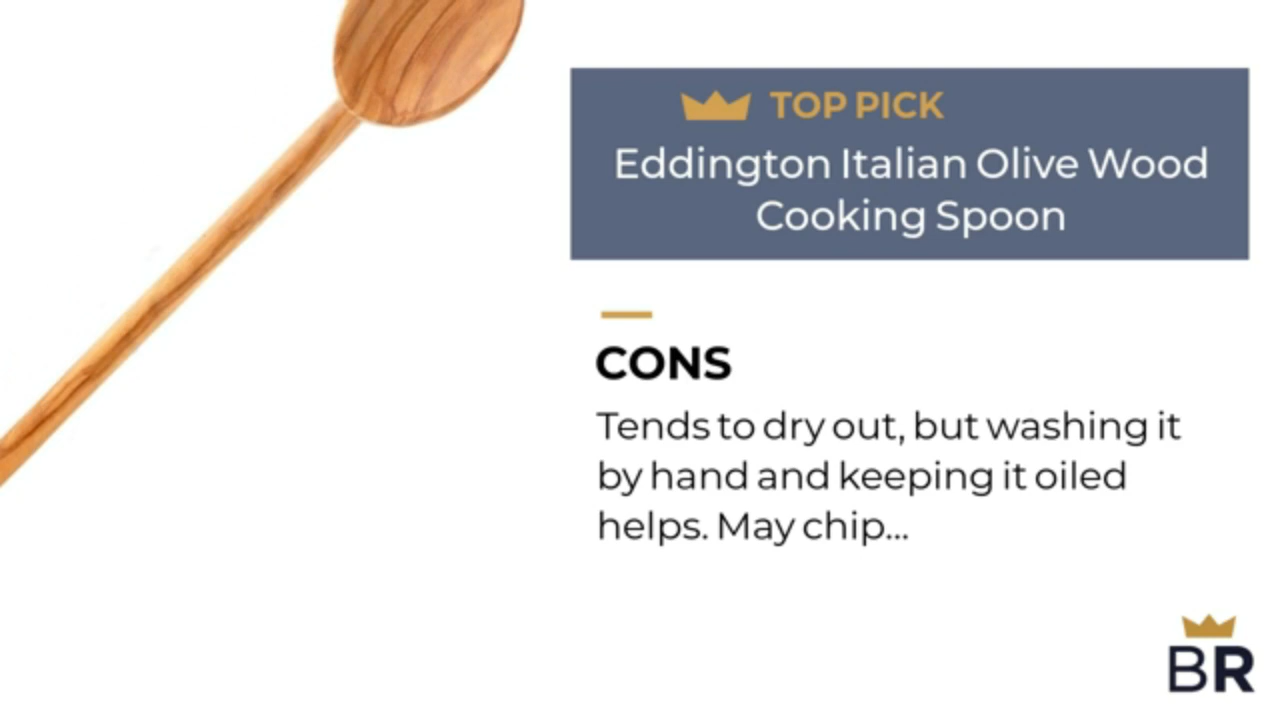 TOP PICK
Eddington Italian Olive Wood
Cooking Spoon
CONS
Tends to dry out, but washing it
by hand and keeping it oiled
helps. May chip...
BR